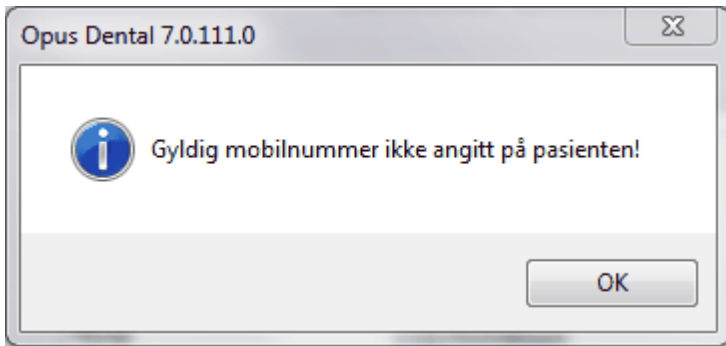 Opus Dental 7.0.111.0
Gyldig mobilnummer ikke angitt på pasienten!
OK